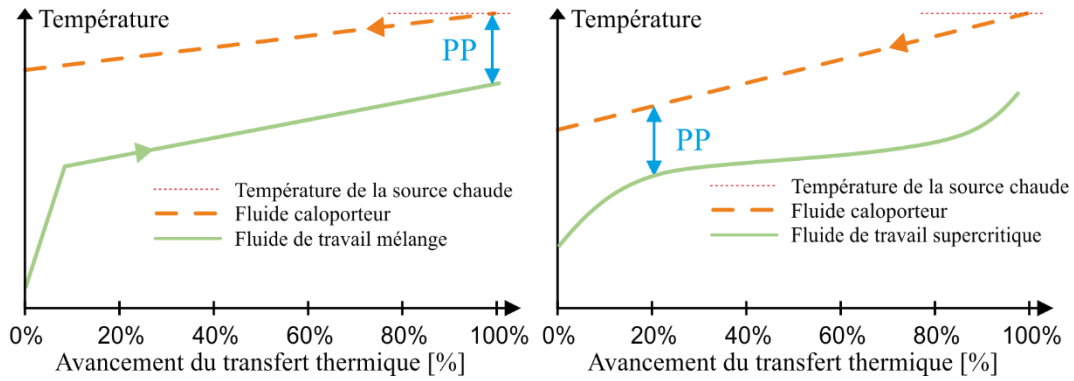 Température
PP
Température de la source chaude
Fluide caloporteur
Fluide de travail mélange
0% 20% 40% 60% 80% 100%
Avancement du transfert thermique [%]
Température
PP
Température de la source chaude
Fluide caloporteur
Fluide de travail supercritique
0% 20% 40% 60% 80% 100%
Avancement du transfert thermique [%]